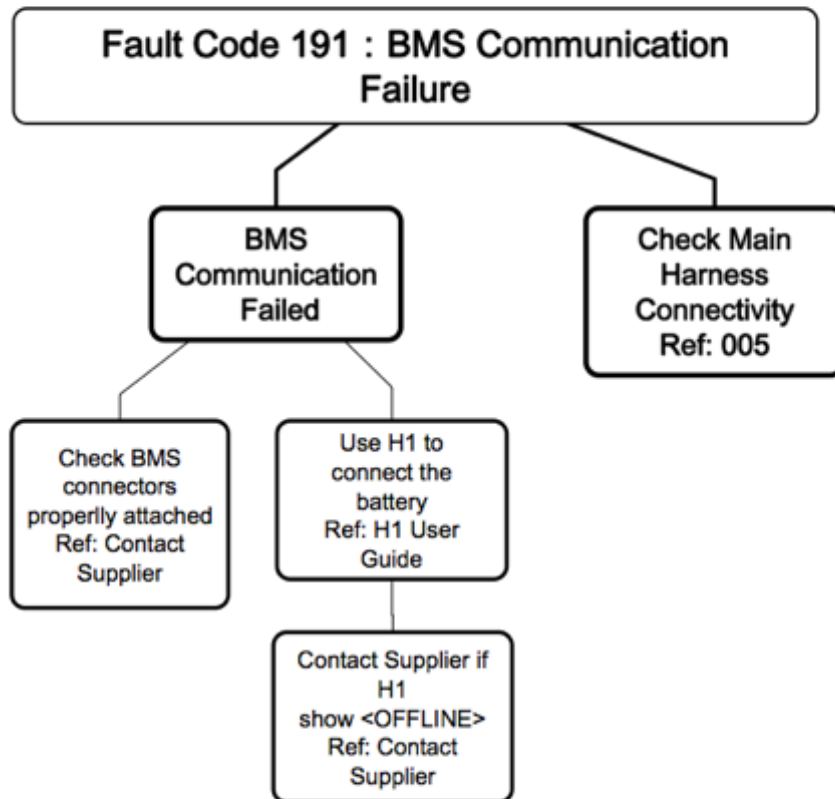 Fault Code 191 : BMS Communication
Failure
BMS
Communication
Failed
Check Main
Harness
Connectivity
Ref: 005
Check BMS
connectors
properlly attached
Ref: Contact
Supplier
Use H1 to
connect the
battery
Ref: H1 User
Guide
Contact Supplier if
H1
show <OFFLINE>
Ref: Contact
Supplier